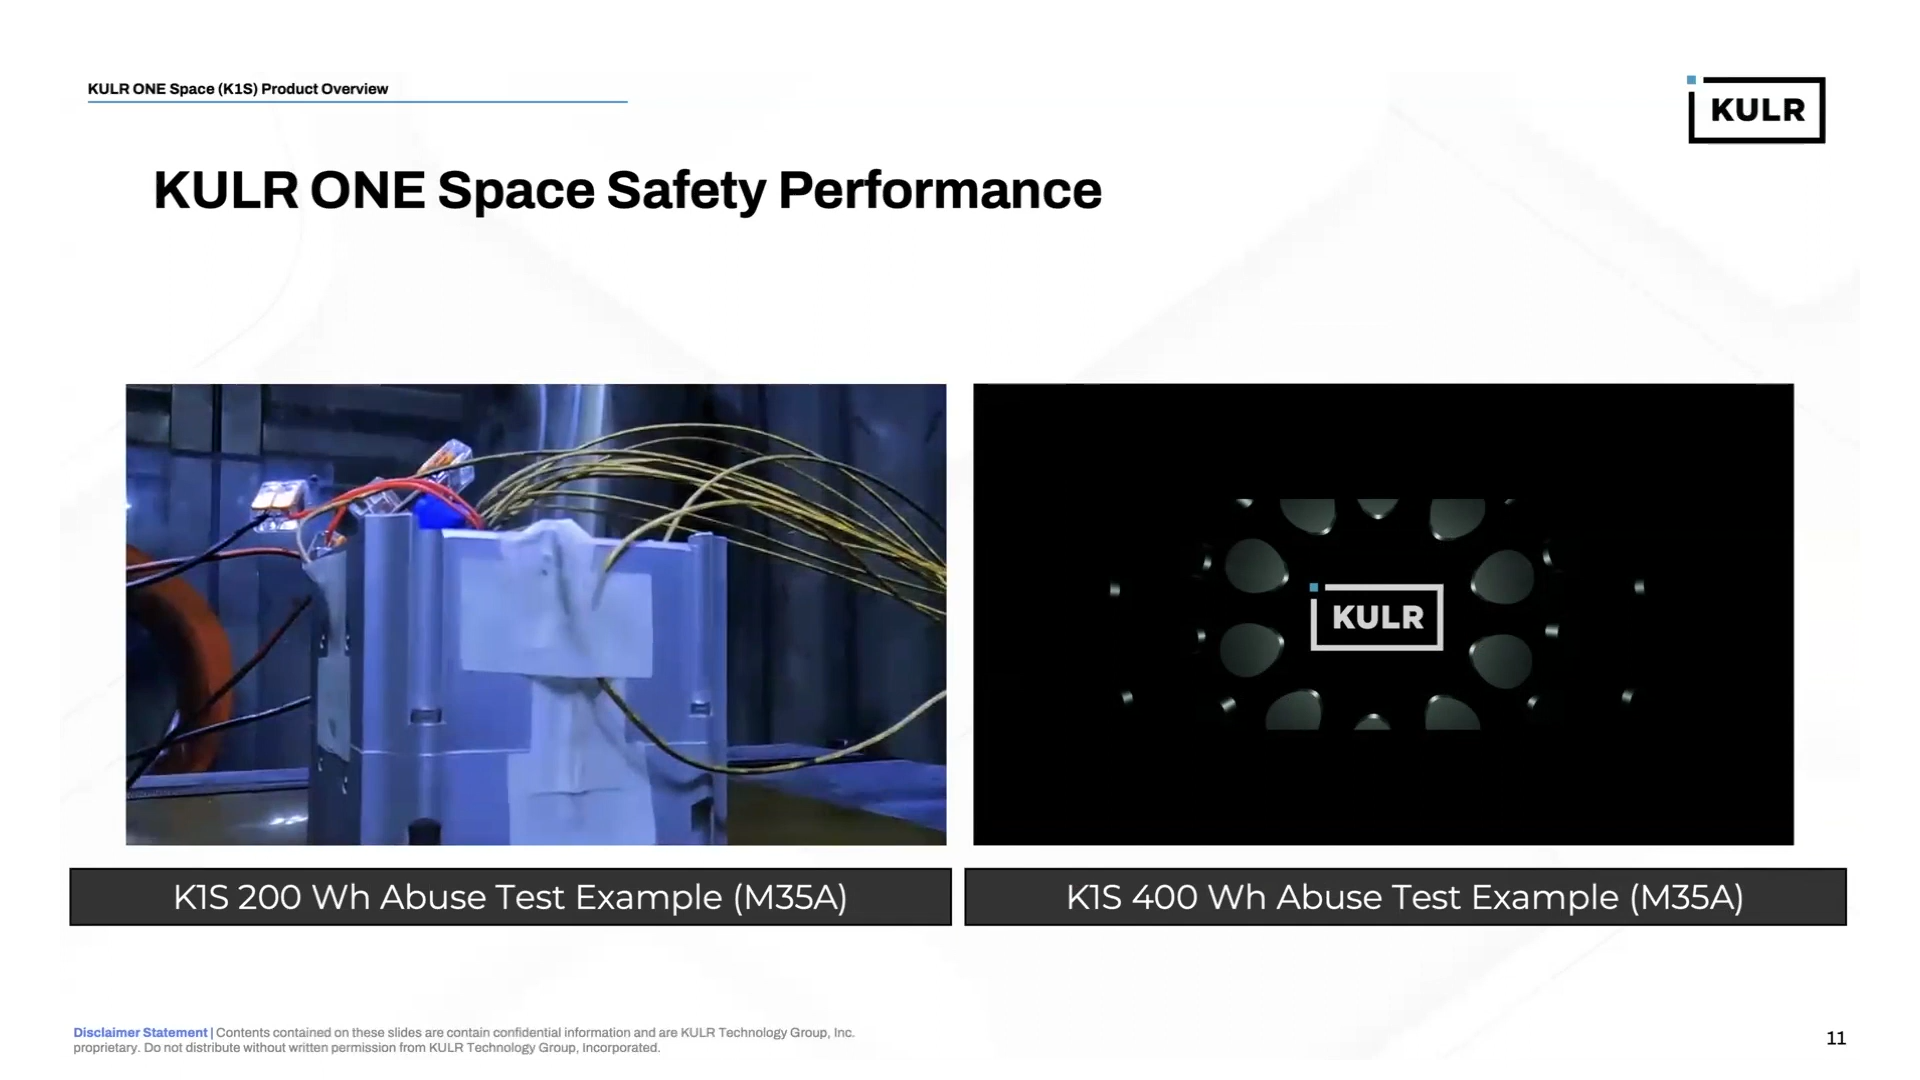 KULR ONE Space (K1S) Product Overview
KULR
KULR ONE Space Safety Performance
KULR
K1S 200 Wh Abuse Test Example (M35A)
K1S 400 Wh Abuse Test Example (M35A)
Disclaimer Statement | Contents contained on these slides are contain confidential information and are KULR Technology Group, Inc.
proprietary. Do not distribute without written permission from KULR Technology Group, Incorporated.
11